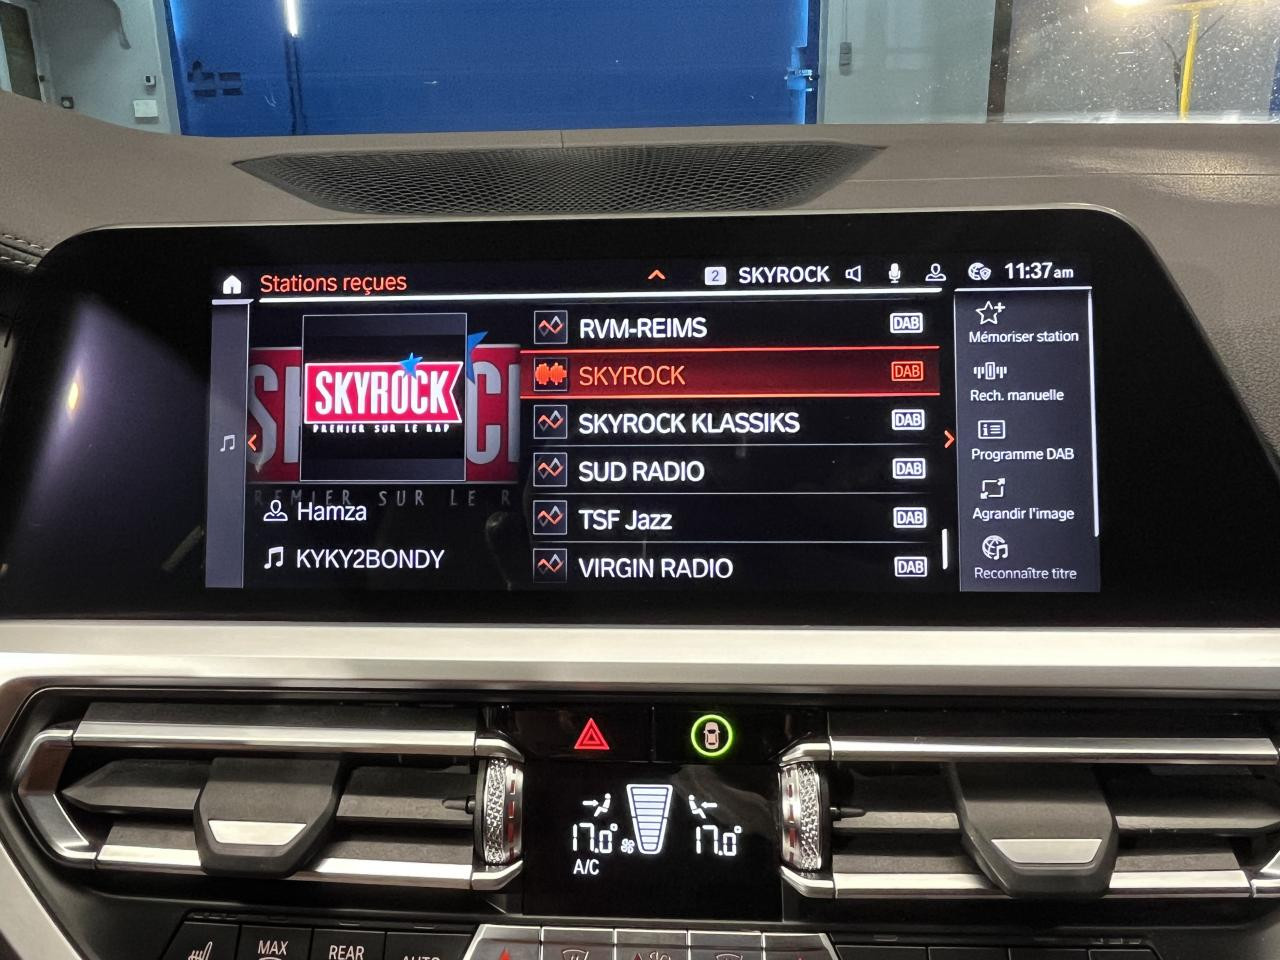 Stations reçues
2 SKYROCK
11:37am
SKYROCK
PREMIER SUR LE RAP
Hamza
KYKY2BONDY
RVM-REIMS DAB
SKYROCK DAB
SKYROCK KLASSIKS DAB
SUD RADIO DAB
TSF Jazz DAB
VIRGIN RADIO DAB
Mémoriser station
Rech. manuelle
Programme DAB
Agrandir l'image
Reconnaître titre
17.0° 17.0°
A/C
MAX
REAR
AUTO